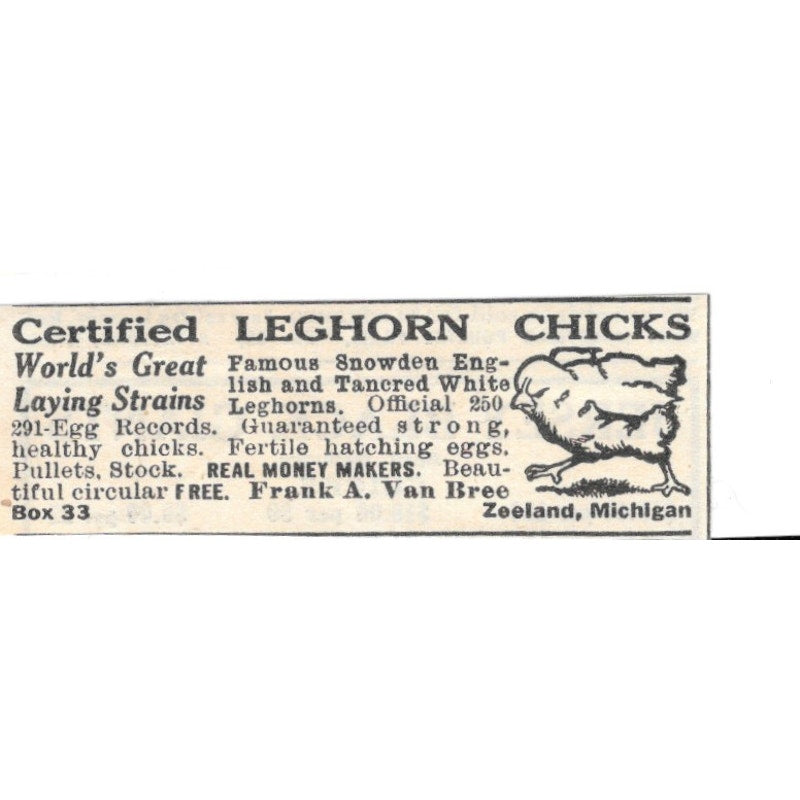 Certified LEGHORN CHICKS
World's Great
Laying Strains
Famous Snowden Eng-
lish and Tancred White
Leghorns. Official 250
291-Egg Records. Guaranteed strong,
healthy chicks. Fertile hatching eggs.
Pullets, Stock. REAL MONEY MAKERS. Beau-
tiful circular FREE. Frank A. Van Bree
Box 33 Zeeland, Michigan